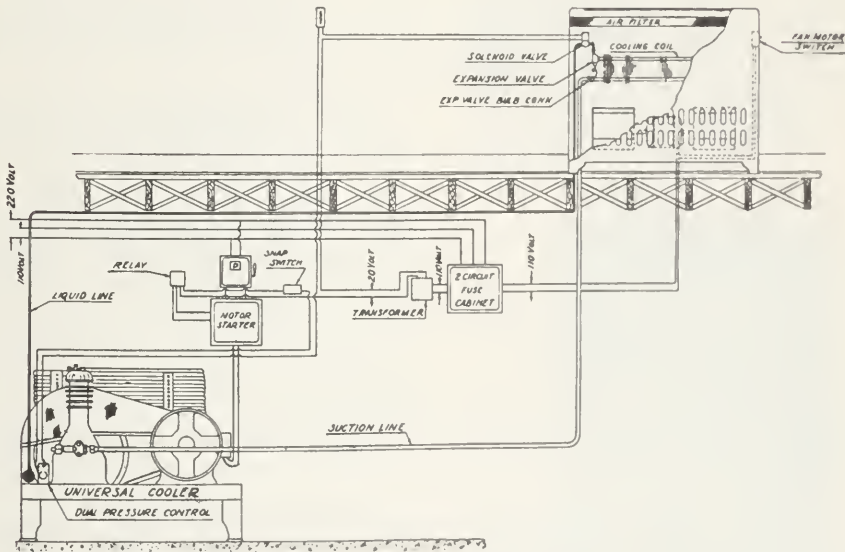 AIR FILTER
FAN MOTOR
SWITCH
SOLENOID VALVE
COOLING COIL
EXPANSION VALVE
EXP. VALVE BULB CONN
220 VOLT
110 VOLT
RELAY
SNAP
SWITCH
20 VOLT
110 VOLT
2 CIRCUIT
FUSE
CABINET
110 VOLT
LIQUID LINE
MOTOR
STARTER
TRANSFORMER
SUCTION LINE
UNIVERSAL COOLER
DUAL PRESSURE CONTROL